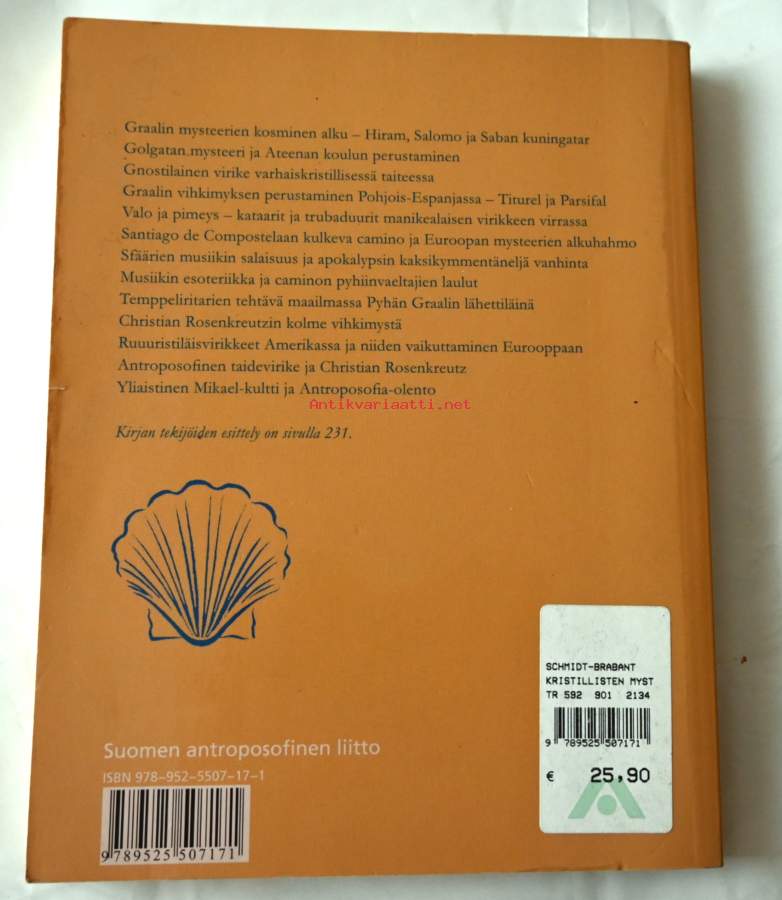 Graalin mysteerien kosminen alku – Hiram, Salomo ja Saban kuningatar
Golgatan mysteeri ja Ateenan koulun perustaminen
Gnostilainen virike varhaiskristillisessä taiteessa
Graalin vihkimyksen perustaminen Pohjois-Espanjassa – Titurel ja Parsifal
Valo ja pimeys – kataarit ja trubaduurit manikealaisen virikkeen virrassa
Santiago de Compostelaan kulkeva camino ja Euroopan mysteerien alkuhahmo
Sfäärien musiikin salaisuus ja apokalypsin kaksikymmentäneljä vanhinta
Musiikin esoteriikka ja caminon pyhiinvaeltajien laulut
Temppeliritarien tehtävä maailmassa Pyhän Graalin lähettiläinä
Christian Rosenkreutzin kolme vihkimystä
Ruuuristiläisvirikkeet Amerikassa ja niiden vaikuttaminen Eurooppaan
Antroposofinen taidevirike ja Christian Rosenkreutz
Yliaistinen Mikael-kultti ja Antroposofia-olento
Antikvariaatti.net
Kirjan tekijöiden esittely on sivulla 231.
SCHMIDT-BRABANT
KRISTILLISTEN MYST
TR 592 901 2134
9 789525 507171
€ 25,90
Suomen antroposofinen liitto
ISBN 978-952-5507-17-1
9 789525 507171